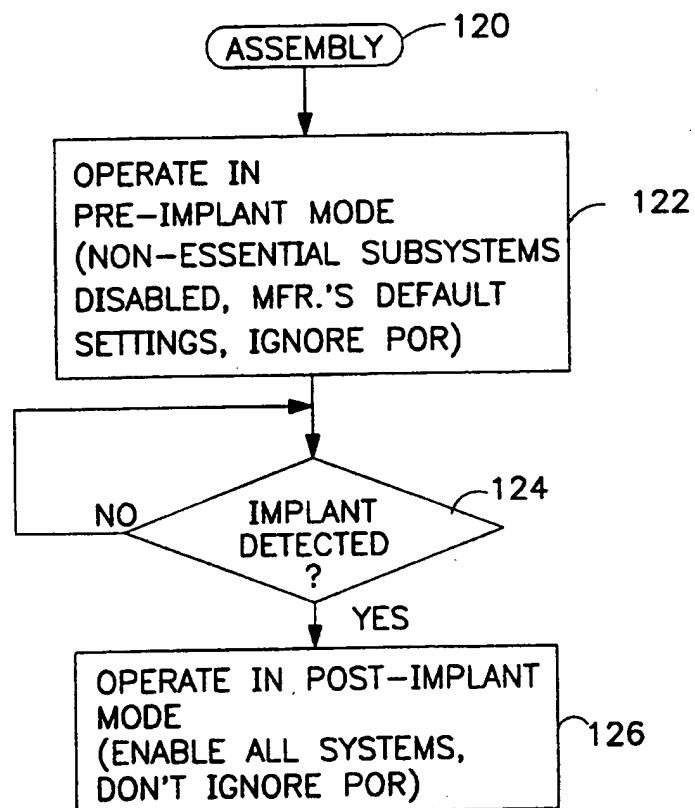 ASSEMBLY
120
OPERATE IN
PRE-IMPLANT MODE
(NON-ESSENTIAL SUBSYSTEMS
DISABLED, MFR.'S DEFAULT
SETTINGS, IGNORE POR)
122
NO
IMPLANT
DETECTED
?
124
YES
OPERATE IN POST-IMPLANT
MODE
(ENABLE ALL SYSTEMS,
DON'T IGNORE POR)
126